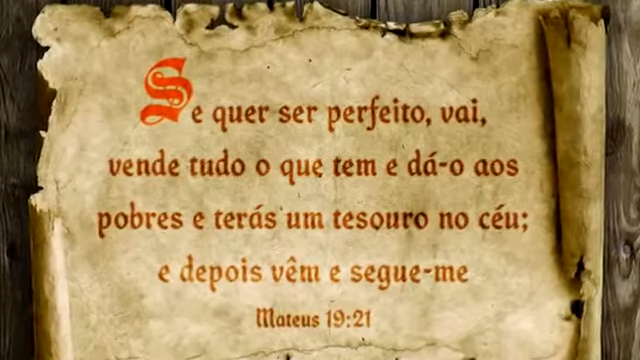 Se quer ser perfeito, vai,
vende tudo o que tem e dá-o aos
pobres e terás um tesouro no céu;
e depois vêm e segue-me
Mateus 19:21